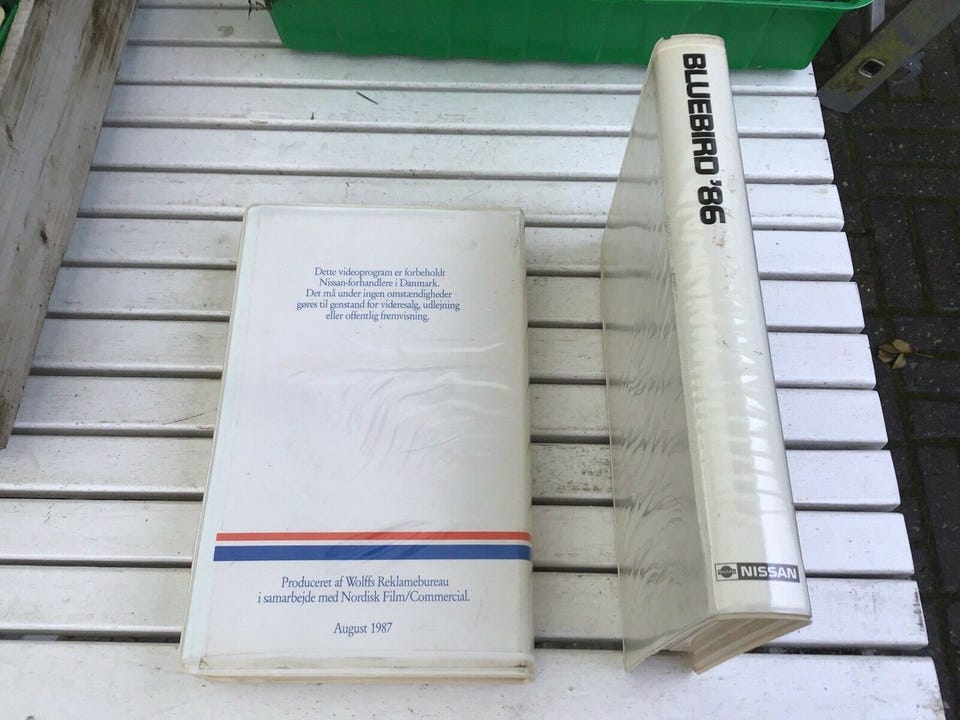 Dette videoprogram er forbeholdt
Nissan-forhandlere i Danmark.
Det må under ingen omstændigheder
gøres til genstand for videresalg, udlejning
eller offentlig fremvisning.
Produceret af Wolffs Reklamebureau
i samarbejde med Nordisk Film/Commercial.
August 1987
BLUEBIRD '86
NISSAN